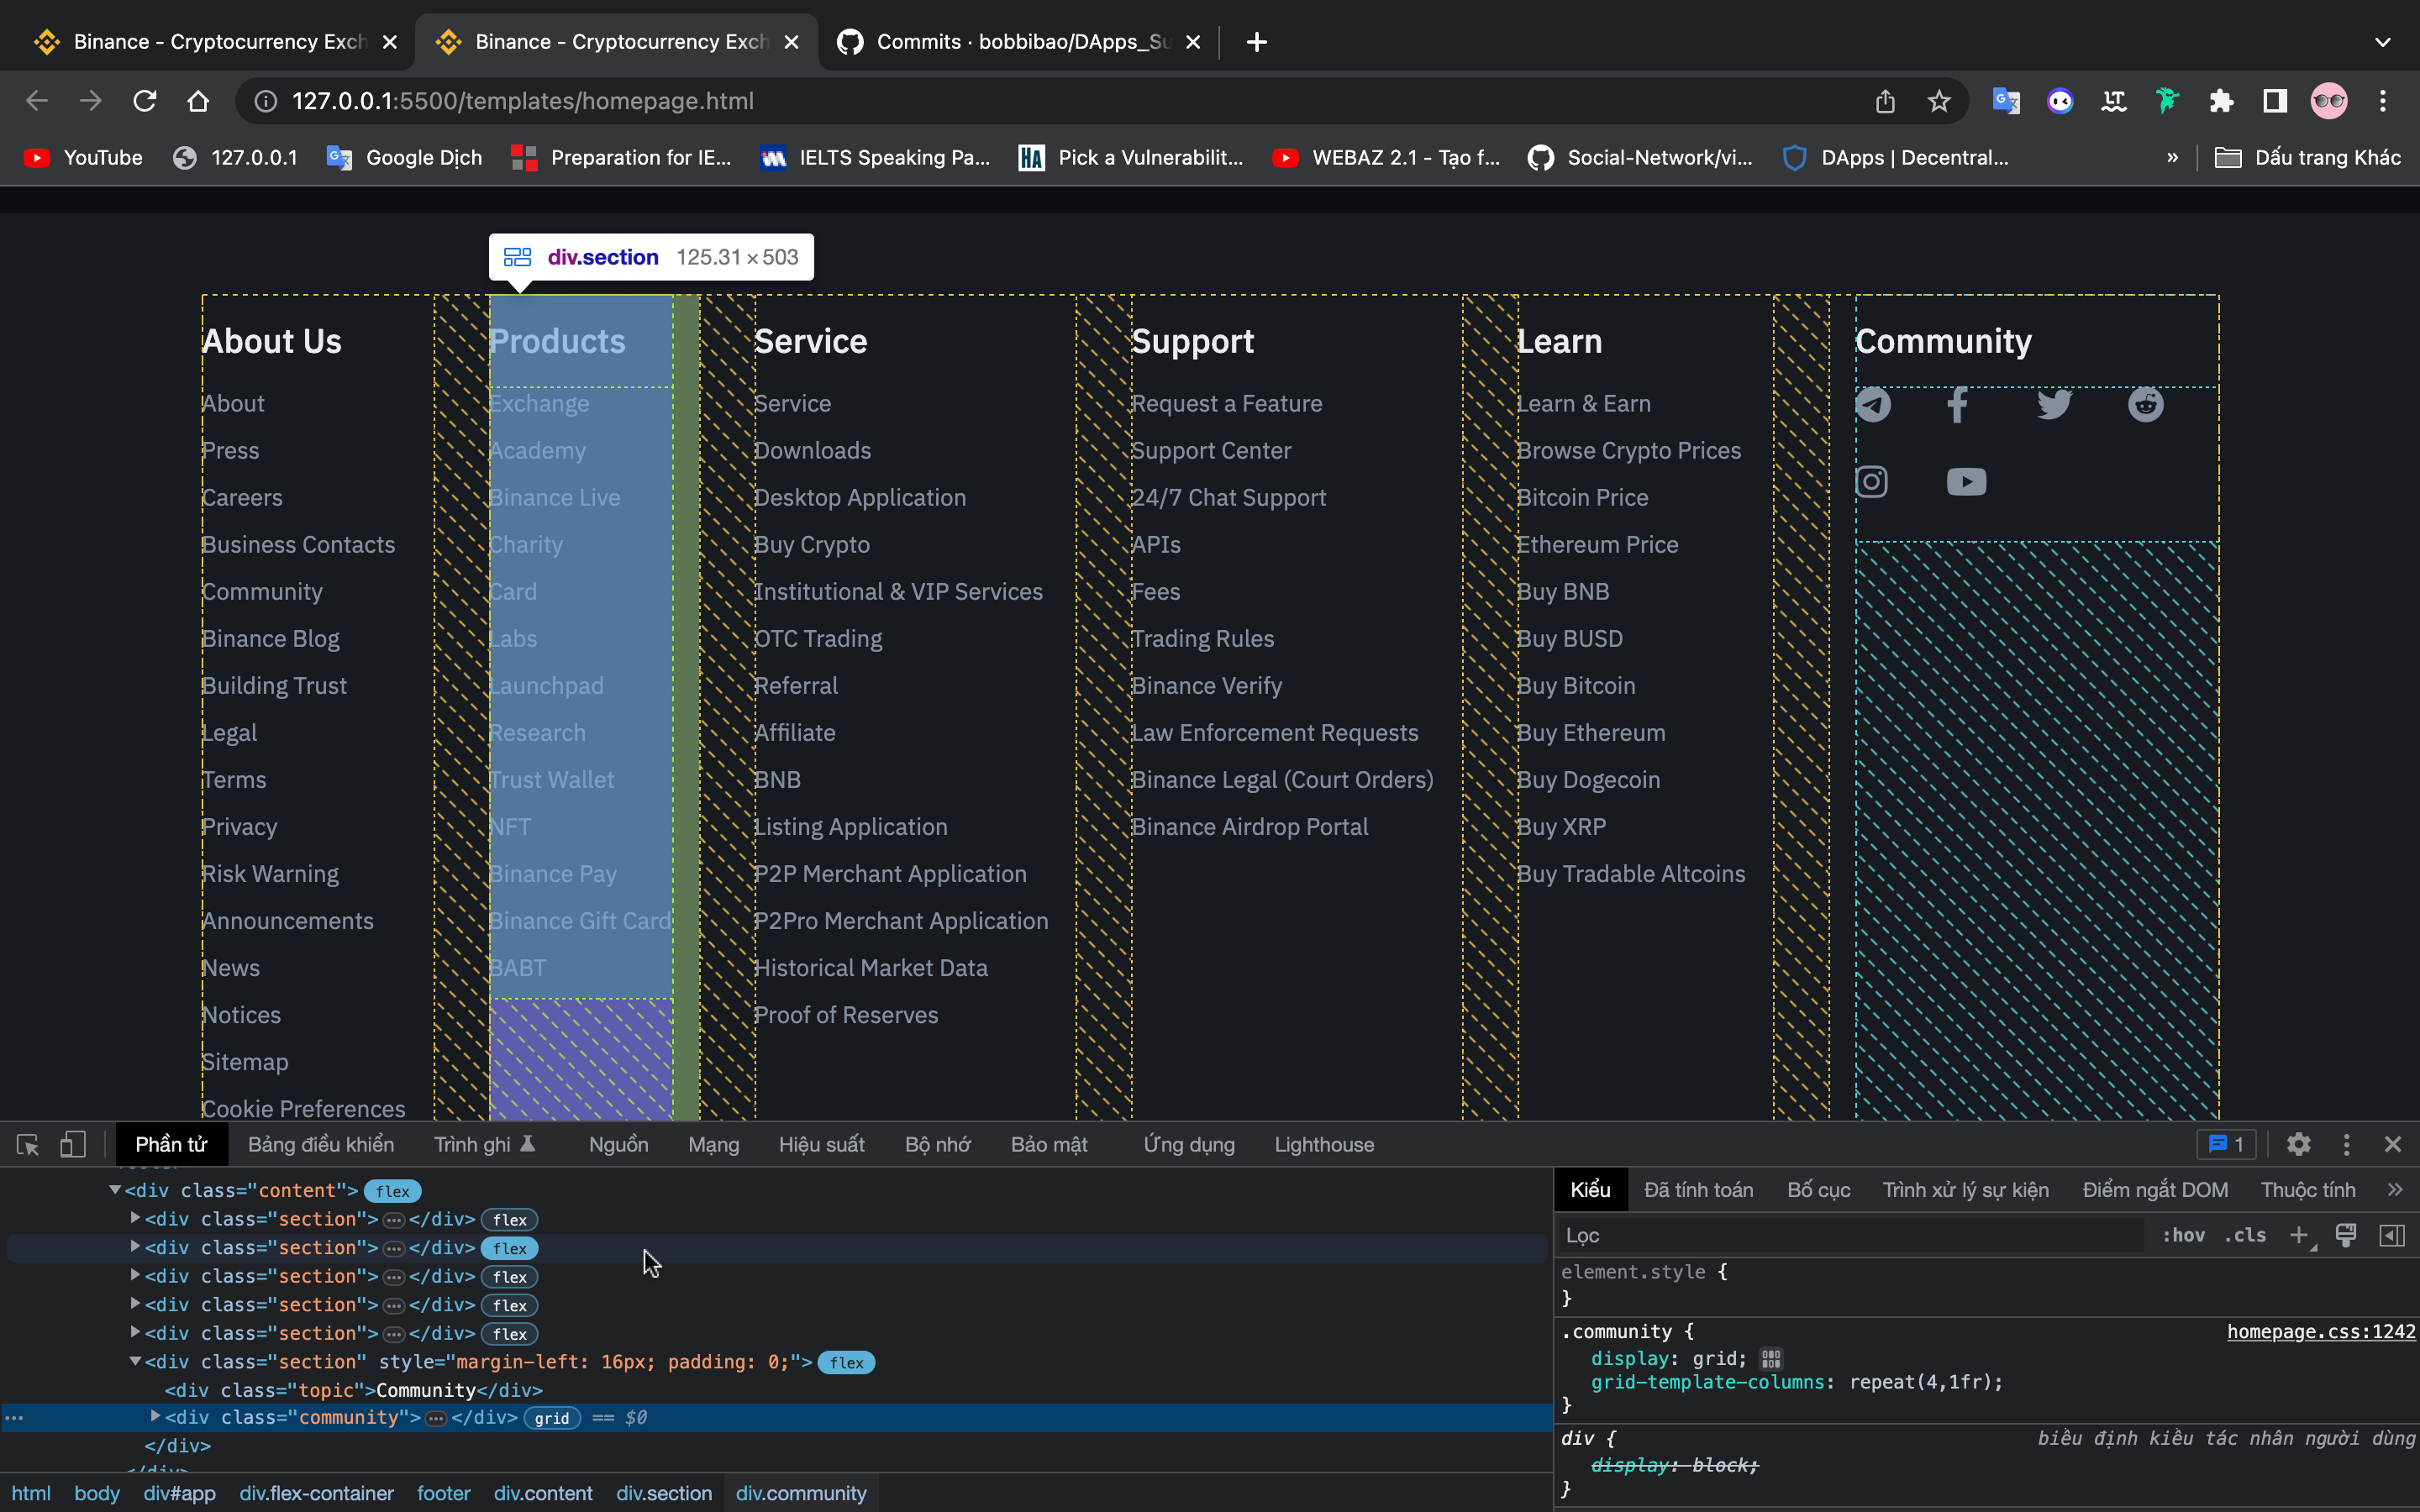 Binance - Cryptocurrency Exch
Binance - Cryptocurrency Exch
Commits · bobbibao/DApps_Su
127.0.0.1:5500/templates/homepage.html
YouTube
127.0.0.1
Google Dịch
Preparation for IE...
IELTS Speaking Pa...
Pick a Vulnerabilit...
WEBAZ 2.1 - Tạo f...
Social-Network/vi...
DApps | Decentral...
»
Dấu trang Khác
div.section 125.31 × 503
About Us
About
Press
Careers
Business Contacts
Community
Binance Blog
Building Trust
Legal
Terms
Privacy
Risk Warning
Announcements
News
Notices
Sitemap
Cookie Preferences
Products
Exchange
Academy
Binance Live
Charity
Card
Labs
Launchpad
Research
Trust Wallet
NFT
Binance Pay
Binance Gift Card
BABT
Service
Service
Downloads
Desktop Application
Buy Crypto
Institutional & VIP Services
OTC Trading
Referral
Affiliate
BNB
Listing Application
P2P Merchant Application
P2Pro Merchant Application
Historical Market Data
Proof of Reserves
Support
Request a Feature
Support Center
24/7 Chat Support
APIs
Fees
Trading Rules
Binance Verify
Law Enforcement Requests
Binance Legal (Court Orders)
Binance Airdrop Portal
Learn
Learn & Earn
Browse Crypto Prices
Bitcoin Price
Ethereum Price
Buy BNB
Buy BUSD
Buy Bitcoin
Buy Ethereum
Buy Dogecoin
Buy XRP
Buy Tradable Altcoins
Community
Phần tử
Bảng điều khiển
Trình ghi
Nguồn
Mạng
Hiệu suất
Bộ nhớ
Bảo mật
Ứng dụng
Lighthouse
1
<div class="content"> flex
<div class="section">…</div> flex
<div class="section">…</div> flex
<div class="section">…</div> flex
<div class="section">…</div> flex
<div class="section">…</div> flex
<div class="section" style="margin-left: 16px; padding: 0;"> flex
<div class="topic">Community</div>
<div class="community">…</div> grid == $0
</div>
html body div#app div.flex-container footer div.content div.section div.community
Kiểu
Đã tính toán
Bố cục
Trình xử lý sự kiện
Điểm ngắt DOM
Thuộc tính
»
Lọc
:hov .cls
element.style {
}
.community { homepage.css:1242
display: grid;
grid-template-columns: repeat(4,1fr);
}
div { biểu định kiểu tác nhân người dùng
display: block;
}